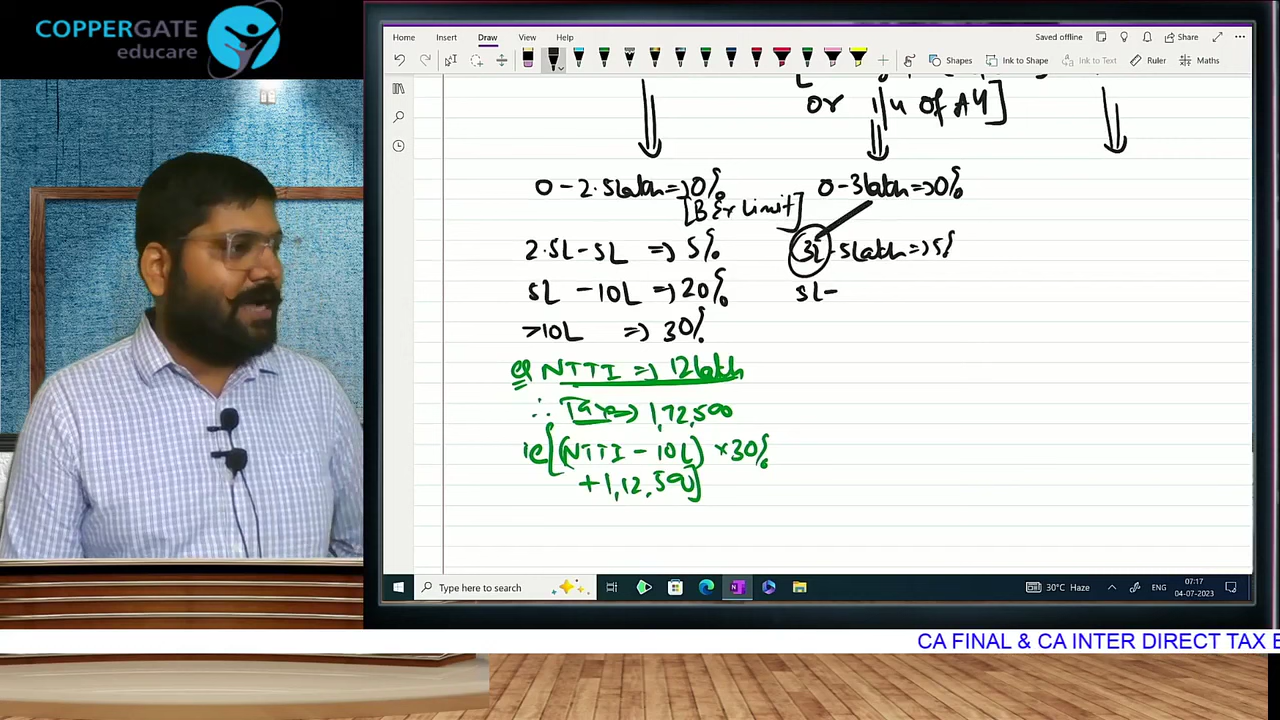 COPPERGATE
educare
Home Insert Draw View Help
Saved offline
Share
Shapes
Ink to Shape
Ink to Text
Ruler
Maths
or 1/4 of AY]
0 - 2.5lakh => 0%
[B Ex Limit]
2.5L - 5L => 5%
5L - 10L => 20%
>10L => 30%
0 - 3lakh => 0%
3L - 5lakh => 5%
5L -
eg NTTI => 12lakh
∴ Tax => 1,72,500
ie [(NTTI - 10L) × 30%
+ 1,12,500]
Type here to search
30°C Haze
ENG
07:17
04-07-2023
CA FINAL & CA INTER DIRECT TAX